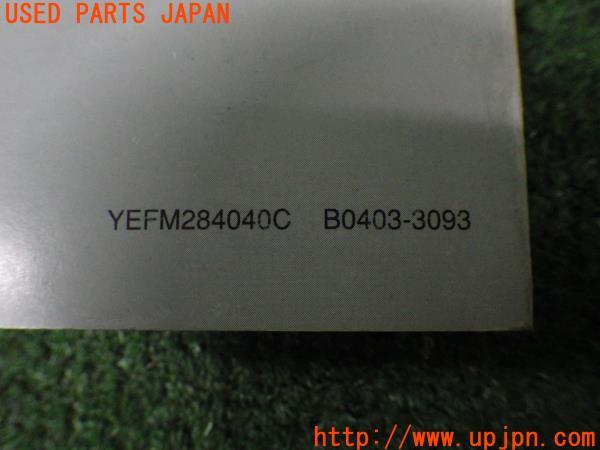 USED PARTS JAPAN
YEFM284040C B0403-3093
http://www.upjpn.com